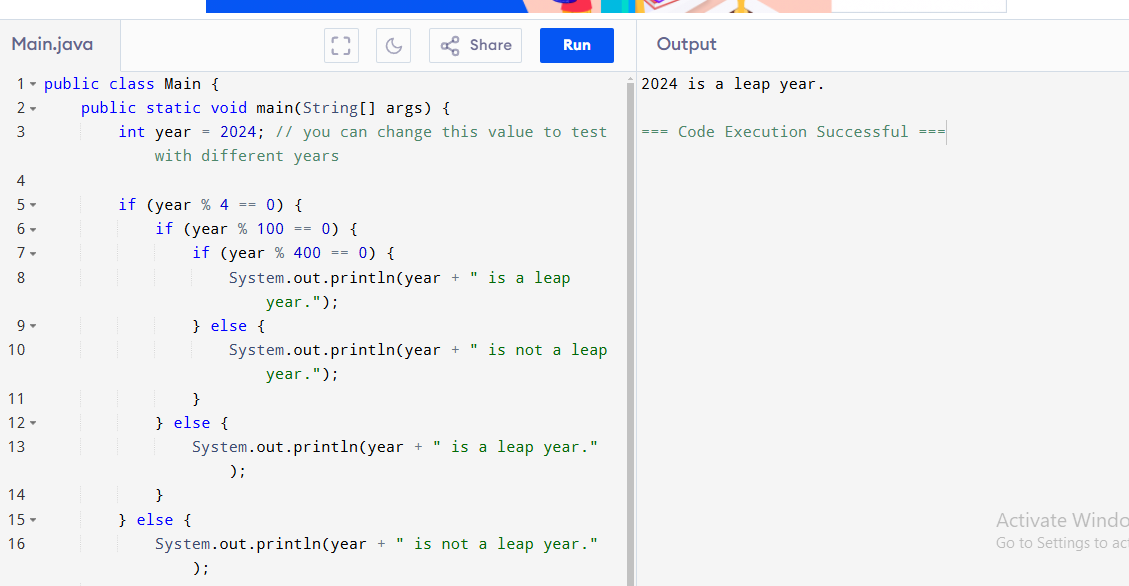 Main.java
Share
Run
Output
1 public class Main {
2 public static void main(String[] args) {
3 int year = 2024; // you can change this value to test
with different years
4
5 if (year % 4 == 0) {
6 if (year % 100 == 0) {
7 if (year % 400 == 0) {
8 System.out.println(year + " is a leap
year.");
9 } else {
10 System.out.println(year + " is not a leap
year.");
11 }
12 } else {
13 System.out.println(year + " is a leap year."
);
14 }
15 } else {
16 System.out.println(year + " is not a leap year."
);
2024 is a leap year.
=== Code Execution Successful ===
Activate Windo
Go to Settings to act